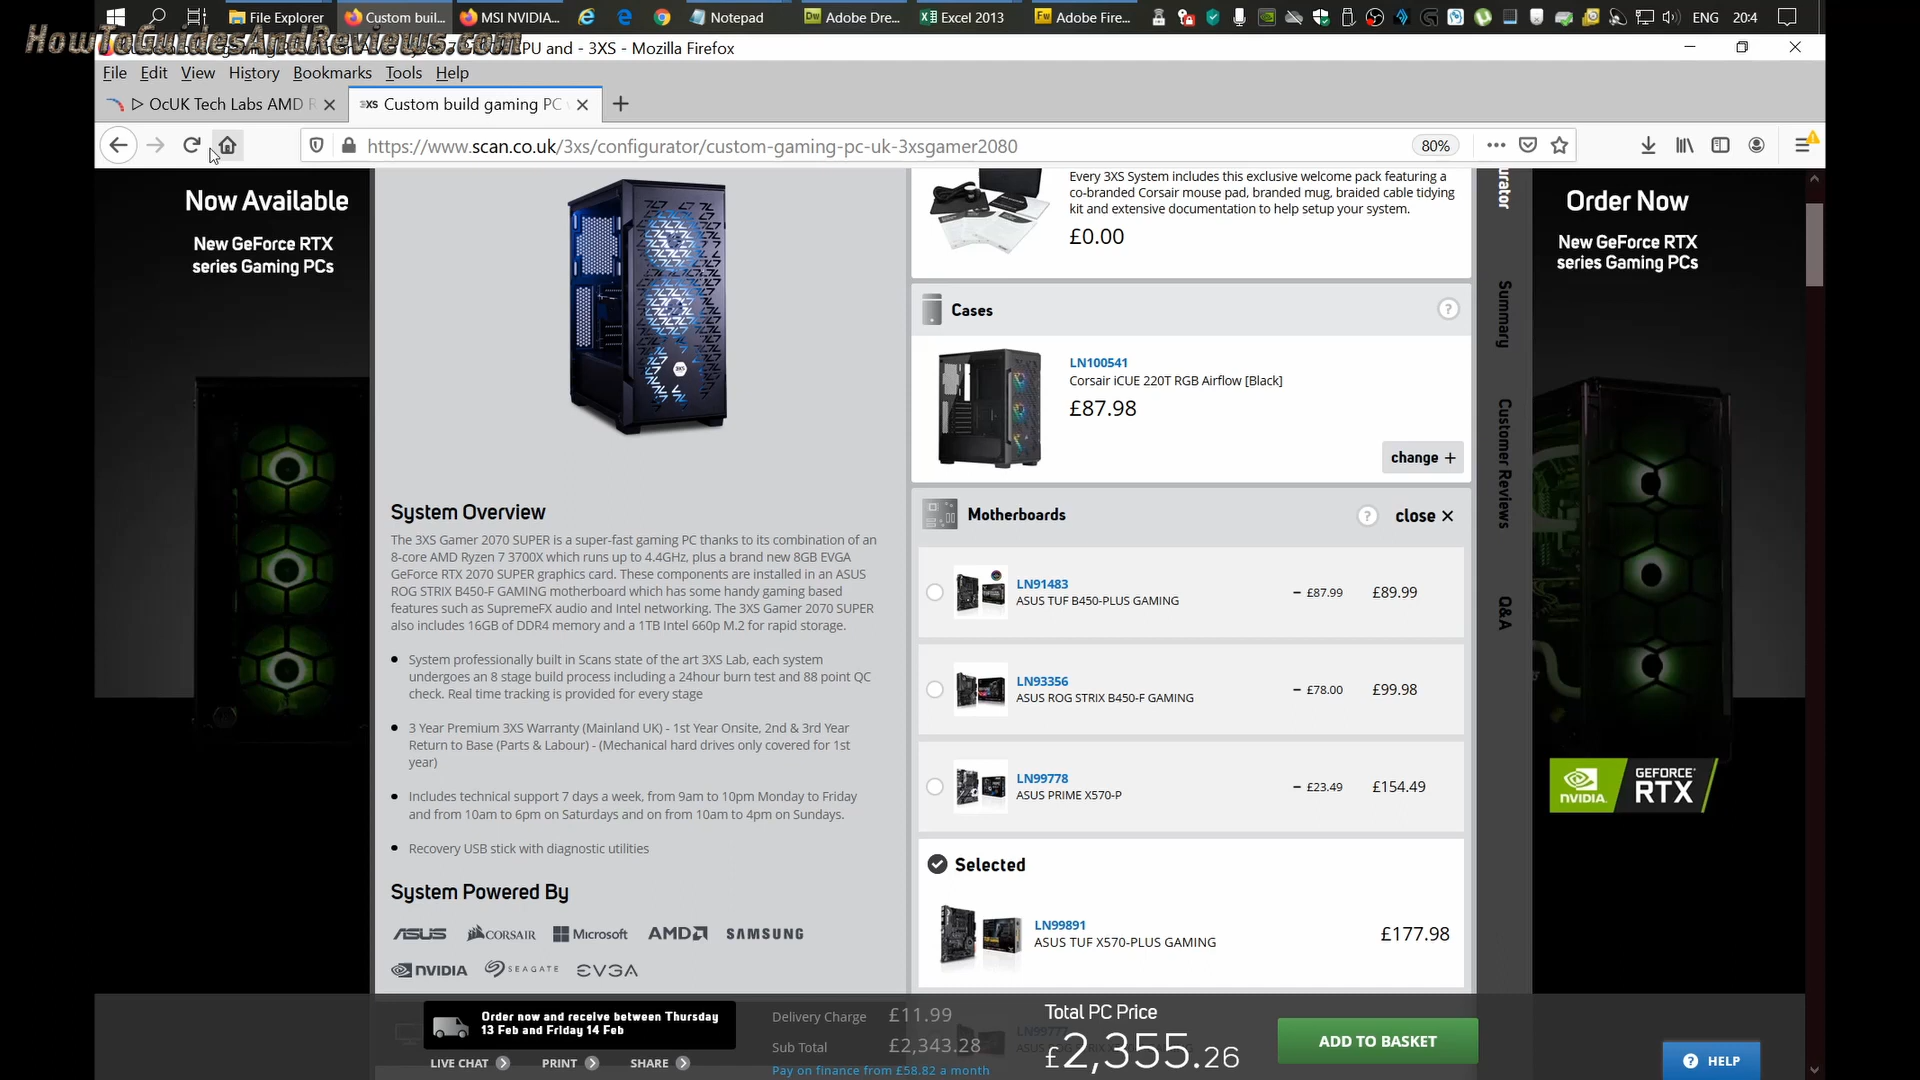 File Explorer
Custom buil...
MSI NVIDIA...
Notepad
Adobe Dre...
Excel 2013
Adobe Fire...
ENG
20:4
HowToGuidesAndReviews.com
CPU and - 3XS - Mozilla Firefox
File Edit View History Bookmarks Tools Help
OcUK Tech Labs AMD R
3XS Custom build gaming PC
https://www.scan.co.uk/3xs/configurator/custom-gaming-pc-uk-3xsgamer2080
80%
Now Available
New GeForce RTX
series Gaming PCs
3XS
System Overview
The 3XS Gamer 2070 SUPER is a super-fast gaming PC thanks to its combination of an
8-core AMD Ryzen 7 3700X which runs up to 4.4GHz, plus a brand new 8GB EVGA
GeForce RTX 2070 SUPER graphics card. These components are installed in an ASUS
ROG STRIX B450-F GAMING motherboard which has some handy gaming based
features such as SupremeFX audio and Intel networking. The 3XS Gamer 2070 SUPER
also includes 16GB of DDR4 memory and a 1TB Intel 660p M.2 for rapid storage.
System professionally built in Scans state of the art 3XS Lab, each system
undergoes an 8 stage build process including a 24hour burn test and 88 point QC
check. Real time tracking is provided for every stage
3 Year Premium 3XS Warranty (Mainland UK) - 1st Year Onsite, 2nd & 3rd Year
Return to Base (Parts & Labour) - (Mechanical hard drives only covered for 1st
year)
Includes technical support 7 days a week, from 9am to 10pm Monday to Friday
and from 10am to 6pm on Saturdays and on from 10am to 4pm on Sundays.
Recovery USB stick with diagnostic utilities
System Powered By
ASUS CORSAIR Microsoft AMD SAMSUNG
NVIDIA SEAGATE EVGA
Every 3XS System includes this exclusive welcome pack featuring a
co-branded Corsair mouse pad, branded mug, braided cable tidying
kit and extensive documentation to help setup your system.
£0.00
Cases
LN100541
Corsair iCUE 220T RGB Airflow [Black]
£87.98
change +
Motherboards
close ✕
LN91483
ASUS TUF B450-PLUS GAMING
- £87.99 £89.99
LN93356
ASUS ROG STRIX B450-F GAMING
- £78.00 £99.98
LN99778
ASUS PRIME X570-P
- £23.49 £154.49
Selected
LN99891
ASUS TUF X570-PLUS GAMING
£177.98
urator
Summary
Customer Reviews
Q&A
Order Now
New GeForce RTX
series Gaming PCs
NVIDIA.
GEFORCE
RTX
Order now and receive between Thursday
13 Feb and Friday 14 Feb
LIVE CHAT PRINT SHARE
Delivery Charge £11.99
Sub Total £2,343.28
Pay on finance from £58.82 a month
Total PC Price
£2,355.26
ADD TO BASKET
HELP